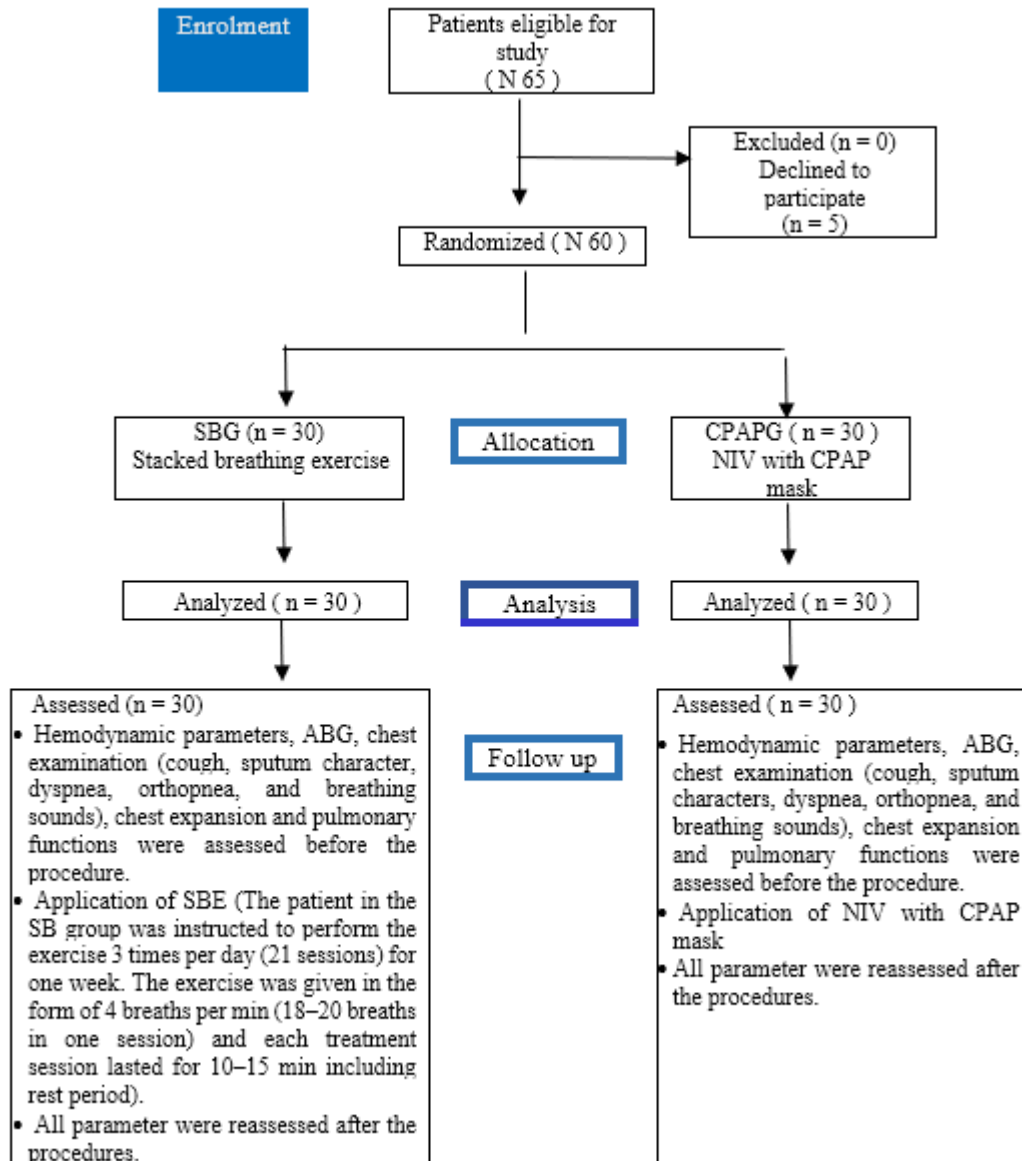 Enrolment
Patients eligible for
study
( N 65 )
Excluded (n = 0)
Declined to
participate
(n = 5)
Randomized ( N 60 )
SBG (n = 30)
Stacked breathing exercise
Allocation
CPAPG ( n = 30 )
NIV with CPAP
mask
Analyzed ( n = 30 )
Analysis
Analyzed ( n = 30 )
Assessed (n = 30)
• Hemodynamic parameters, ABG, chest
examination (cough, sputum character,
dyspnea, orthopnea, and breathing
sounds), chest expansion and pulmonary
functions were assessed before the
procedure.
• Application of SBE (The patient in the
SB group was instructed to perform the
exercise 3 times per day (21 sessions) for
one week. The exercise was given in the
form of 4 breaths per min (18–20 breaths
in one session) and each treatment
session lasted for 10–15 min including
rest period).
• All parameter were reassessed after the
procedures.
Follow up
Assessed ( n = 30 )
• Hemodynamic parameters, ABG,
chest examination (cough, sputum
characters, dyspnea, orthopnea, and
breathing sounds), chest expansion
and pulmonary functions were
assessed before the procedure.
• Application of NIV with CPAP
mask
• All parameter were reassessed after
the procedures.